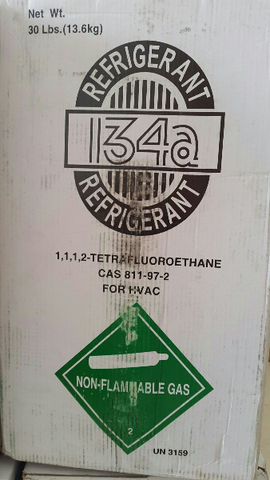 Net Wt.
30 Lbs.(13.6kg)
REFRIGERANT
134a
REFRIGERANT
1,1,1,2-TETRAFLUOROETHANE
CAS 811-97-2
FOR HVAC
NON-FLAMMABLE GAS
2
UN 3159